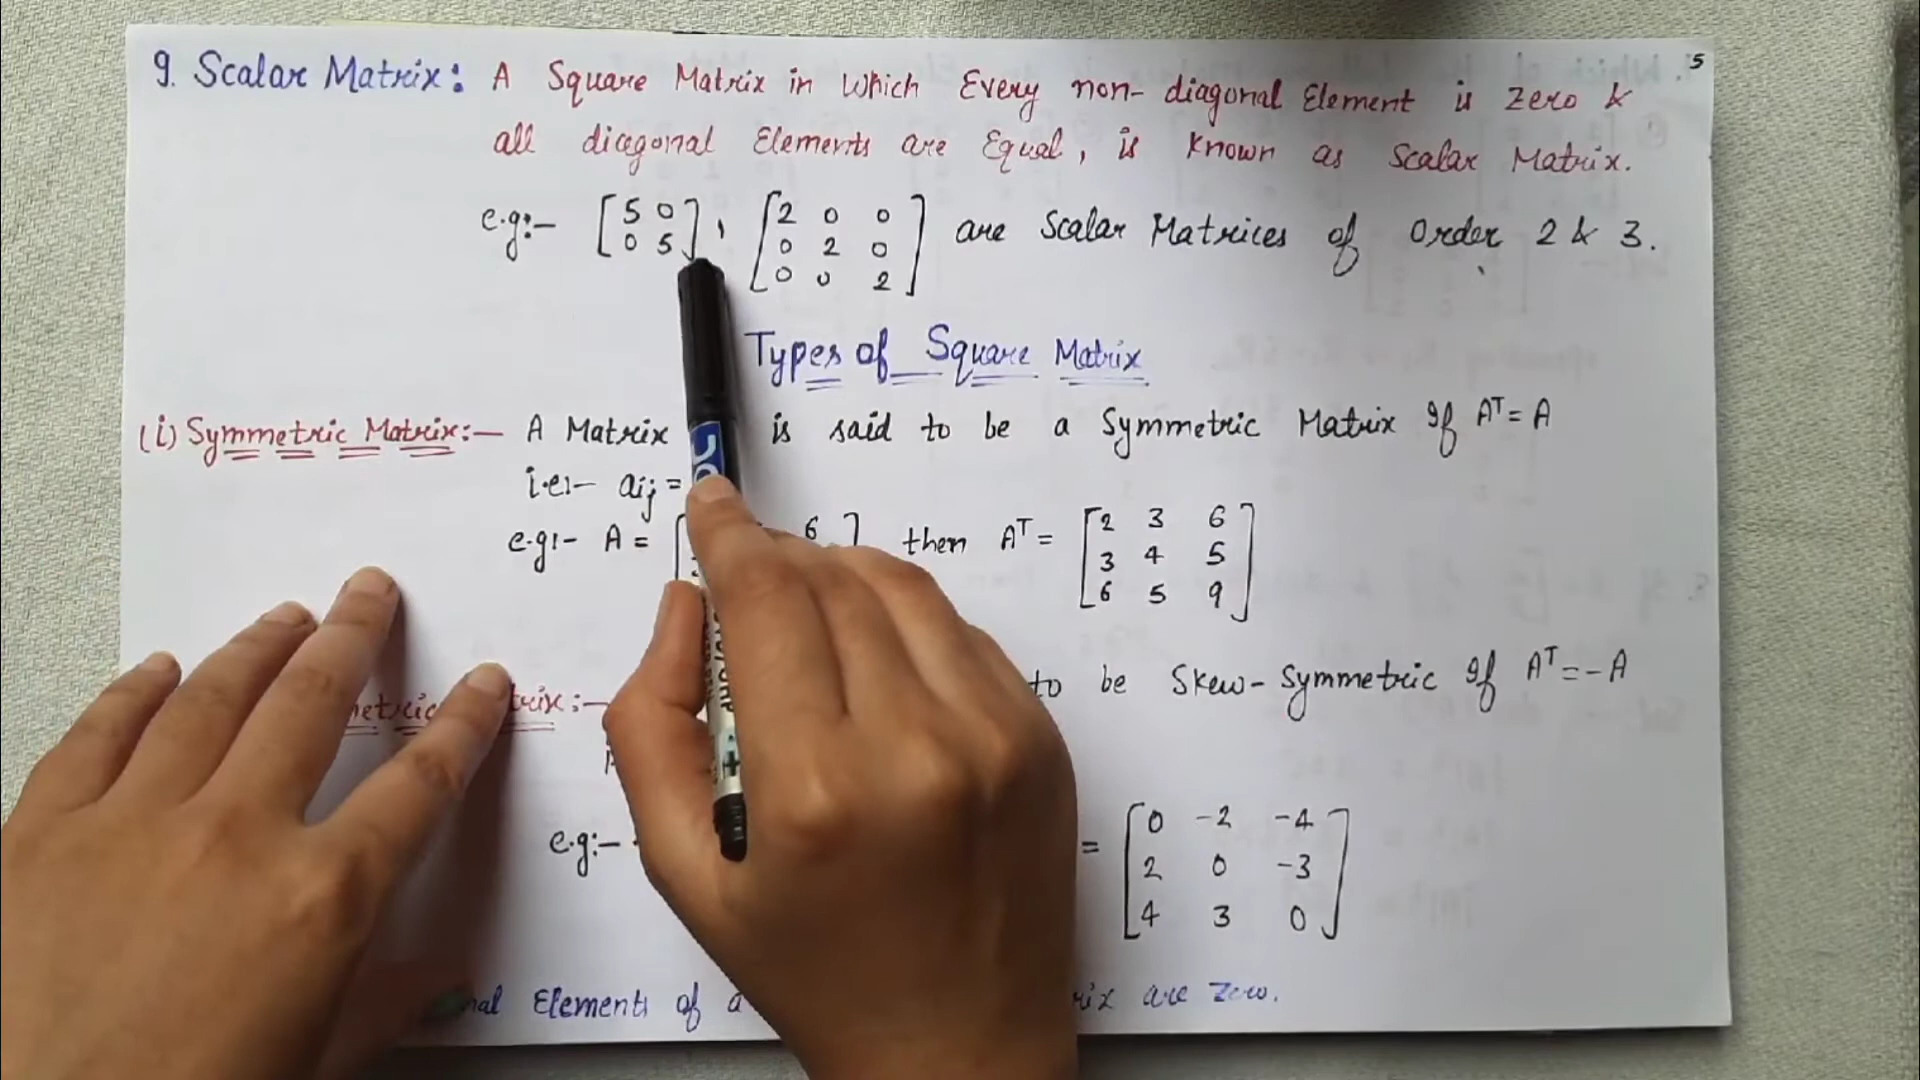 5
9. Scalar Matrix: A Square Matrix in which Every non-diagonal Element is Zero &
all diagonal Elements are Equal, is known as Scalar Matrix.
e.g:- [5 0
0 5], [2 0 0
0 2 0
0 0 2] are Scalar Matrices of Order 2 & 3.
Types of Square Matrix
(i) Symmetric Matrix:- A Matrix is said to be a Symmetric Matrix If Aᵀ = A
i.e:- aij =
e.g:- A = [ 6 ] then Aᵀ = [2 3 6
3 4 5
6 5 9]
to be Skew-Symmetric If Aᵀ = -A
e.g:- = [0 -2 -4
2 0 -3
4 3 0]
Elements of a are Zero.